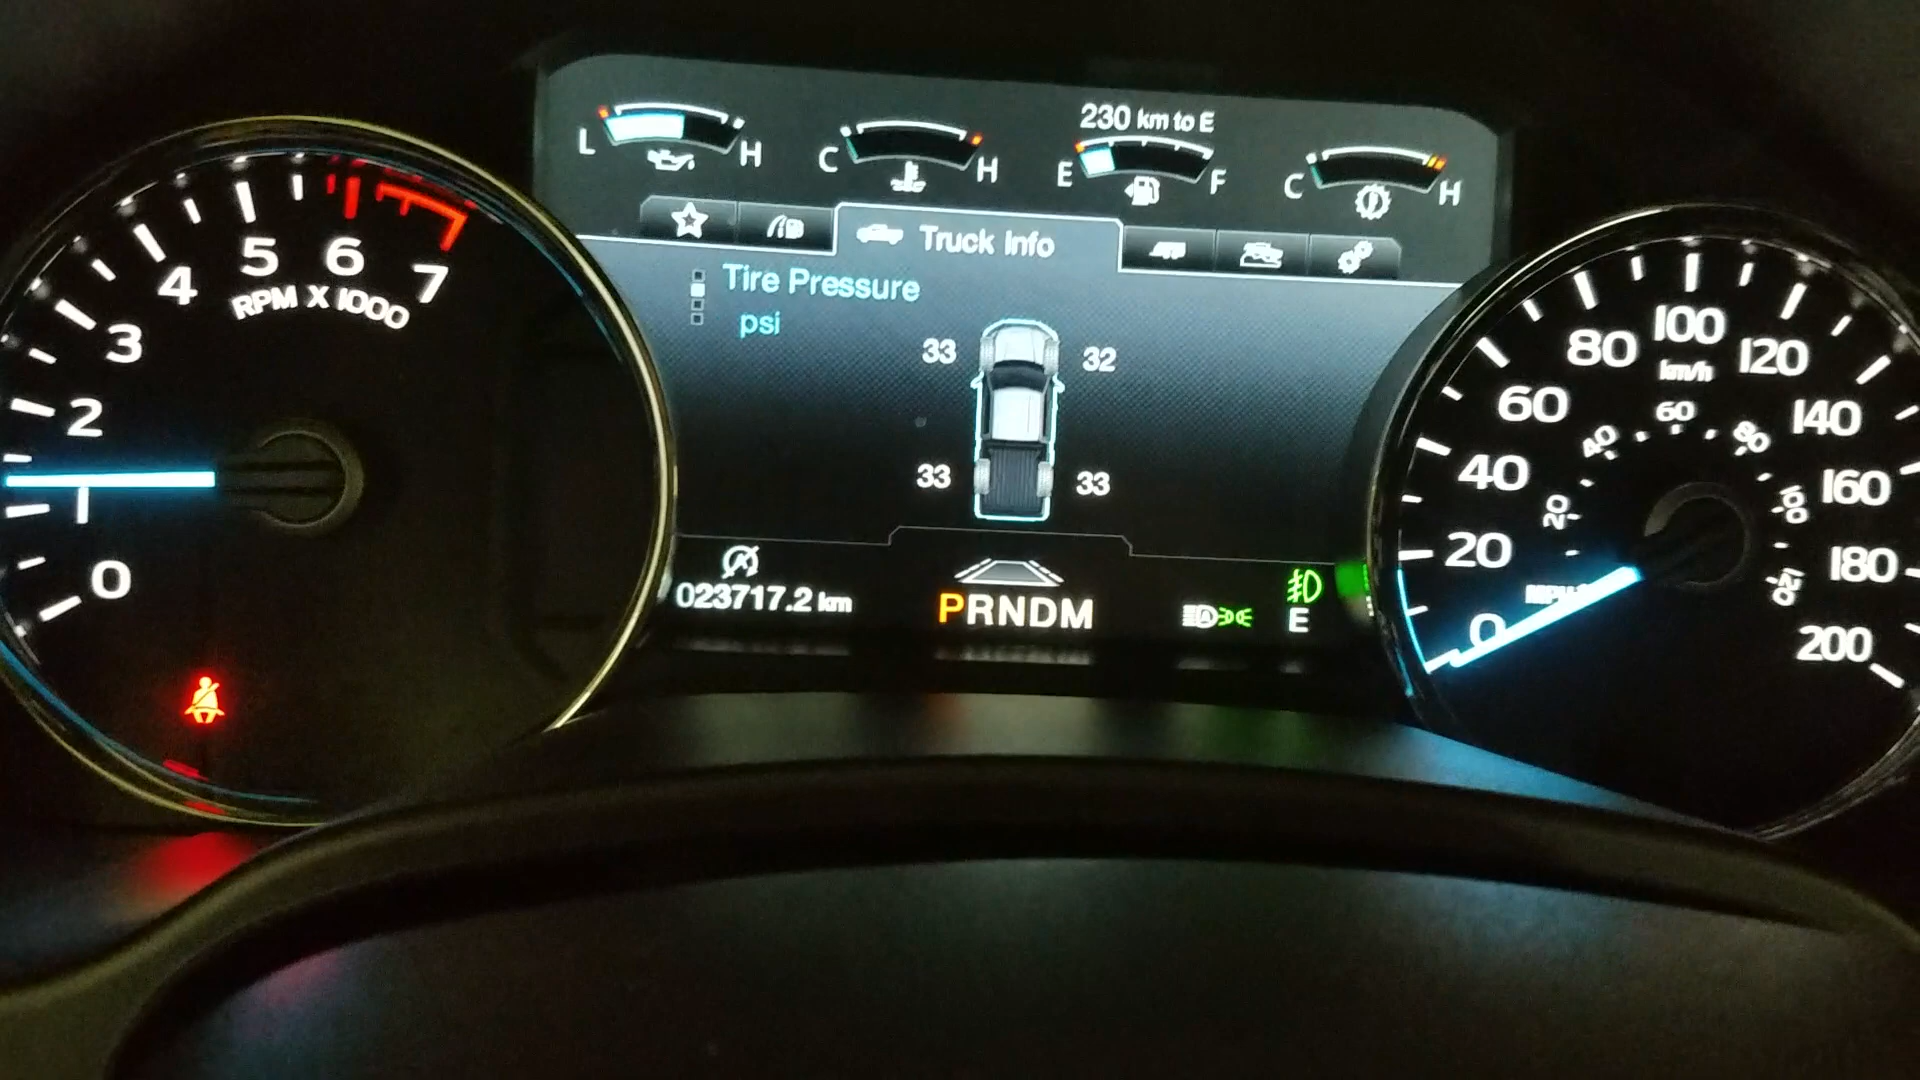 230 km to E
L H
C H
E F
C H
Truck Info
Tire Pressure
psi
33 32
33 33
023717.2 km
PRNDM
E
0 1 2 3 4 5 6 7
RPM X 1000
0 20 40 60 80 100 120 140 160 180 200
km/h
20 40 60 80 100 120